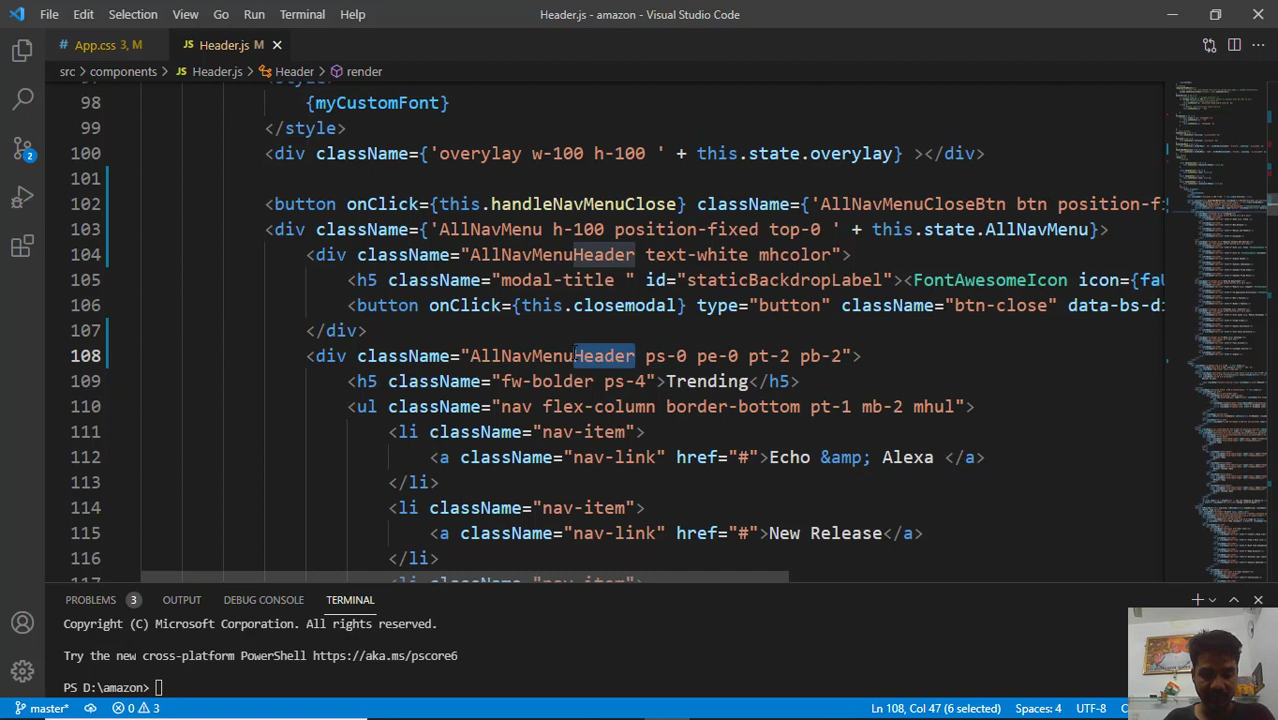 File Edit Selection View Go Run Terminal Help Header.js - amazon - Visual Studio Code
App.css 3, M JS Header.js M
src components JS Header.js Header render
98 {myCustomFont}
99 </style>
100 <div className={'overylay w-100 h-100 ' + this.state.overylay} ></div>
101
102 <button onClick={this.handleNavMenuClose} className={'AllNavMenuCloseBtn btn position-fi
103 <div className={'AllNavMenu h-100 position-fixed top-0 ' + this.state.AllNavMenu}>
104 <div className="AllNavMenuHeader text-white mhcolor">
105 <h5 className="modal-title " id="staticBackdropLabel"><FontAwesomeIcon icon={faU
106 <button onClick={this.closemodal} type="button" className="btn-close" data-bs-di
107 </div>
108 <div className="AllNavMenuHeader ps-0 pe-0 pt-2 pb-2">
109 <h5 className="fw-bolder ps-4">Trending</h5>
110 <ul className="nav flex-column border-bottom pt-1 mb-2 mhul">
111 <li className="nav-item">
112 <a className="nav-link" href="#">Echo &amp; Alexa </a>
113 </li>
114 <li className="nav-item">
115 <a className="nav-link" href="#">New Release</a>
116 </li>
117 <li className="nav-item">
PROBLEMS 3 OUTPUT DEBUG CONSOLE TERMINAL
Copyright (C) Microsoft Corporation. All rights reserved.
Try the new cross-platform PowerShell https://aka.ms/pscore6
PS D:\amazon>
master* 0 3 Ln 108, Col 47 (6 selected) Spaces: 4 UTF-8